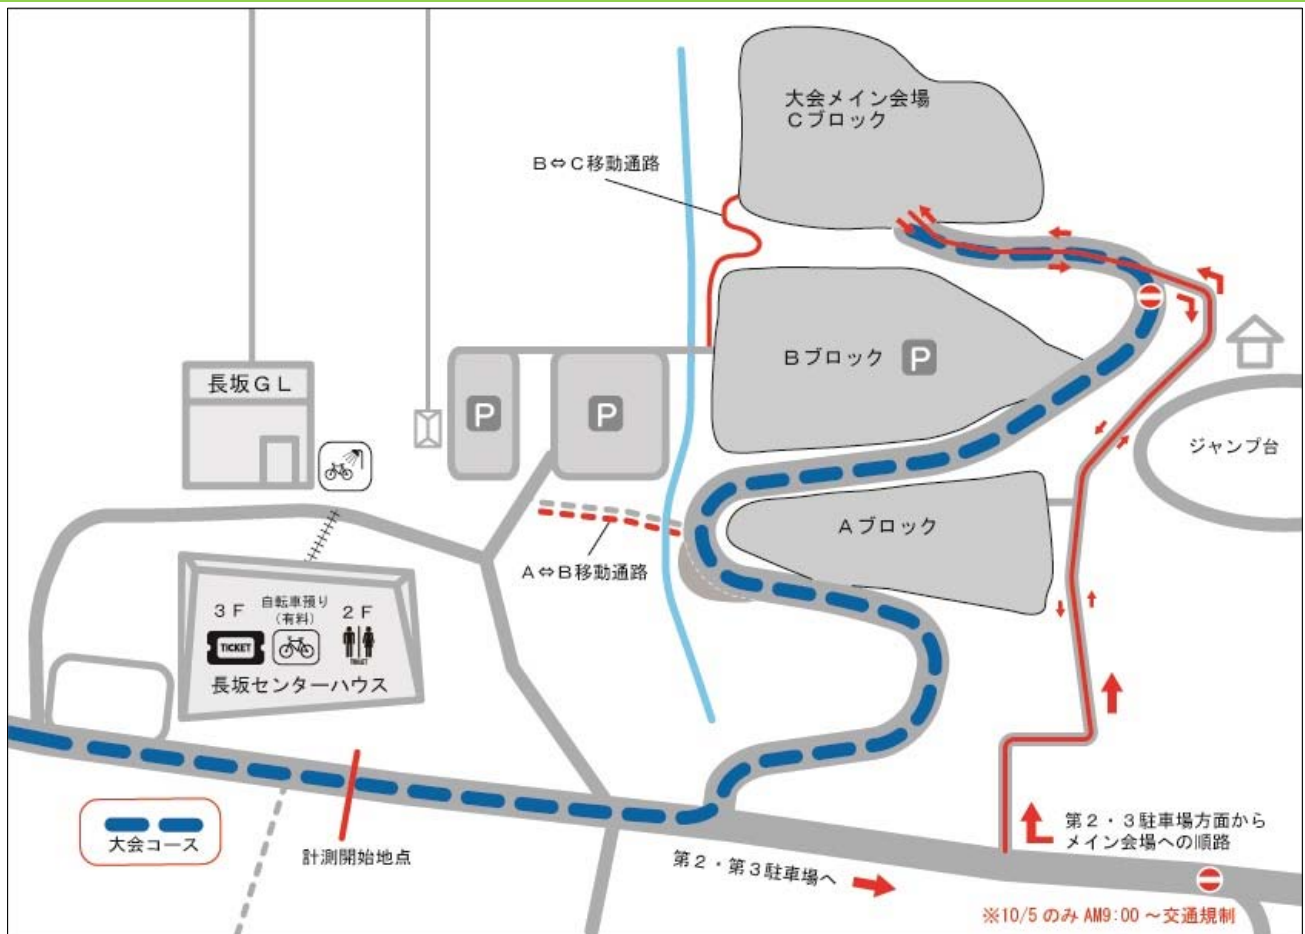 大会メイン会場
Cブロック
B⇔C移動通路
Bブロック P
長坂GL
P
P
ジャンプ台
Aブロック
A⇔B移動通路
3F
自転車預り
(有料)
2F
TICKET
TOILET
長坂センターハウス
大会コース
計測開始地点
第2・第3駐車場へ
第2・3駐車場方面から
メイン会場への順路
※10/5のみAM9:00～交通規制